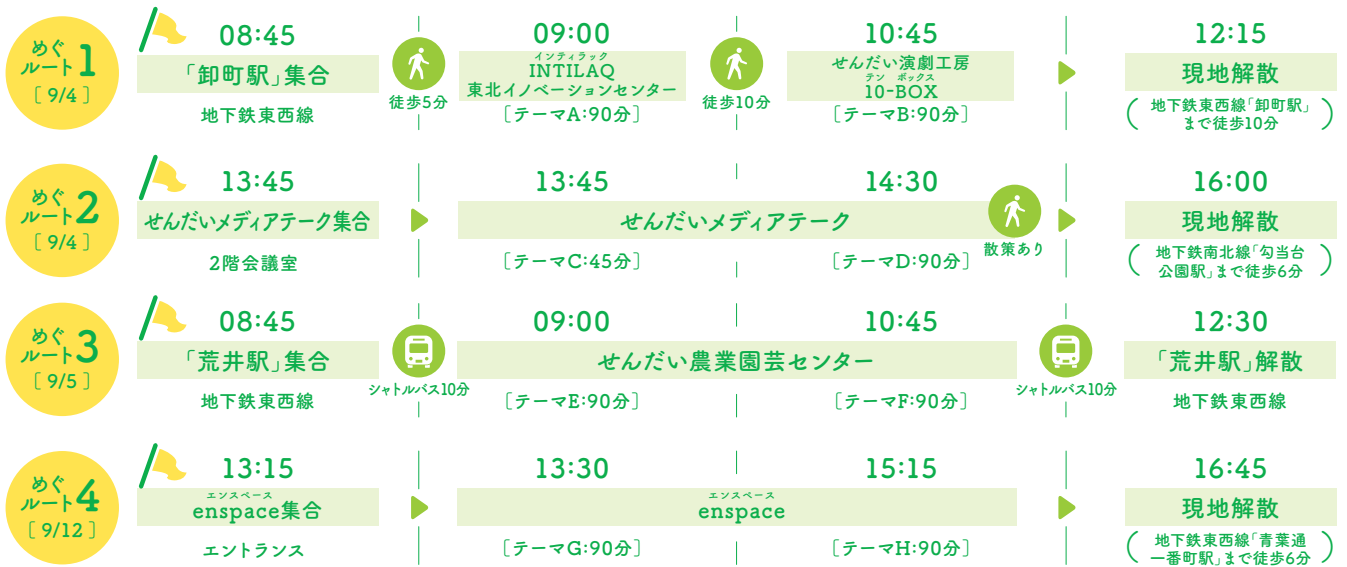 めぐ
ルート1
[ 9/4 ]
08:45
「卸町駅」集合
地下鉄東西線
徒歩5分
09:00
インティラック
INTILAQ
東北イノベーションセンター
[テーマA:90分]
徒歩10分
10:45
せんだい演劇工房
テン ボックス
10-BOX
[テーマB:90分]
12:15
現地解散
(地下鉄東西線「卸町駅」
まで徒歩10分)
めぐ
ルート2
[ 9/4 ]
13:45
せんだいメディアテーク集合
2階会議室
13:45
14:30
せんだいメディアテーク
[テーマC:45分]
[テーマD:90分]
散策あり
16:00
現地解散
(地下鉄南北線「勾当台
公園駅」まで徒歩6分)
めぐ
ルート3
[ 9/5 ]
08:45
「荒井駅」集合
地下鉄東西線
シャトルバス10分
09:00
10:45
せんだい農業園芸センター
[テーマE:90分]
[テーマF:90分]
シャトルバス10分
12:30
「荒井駅」解散
地下鉄東西線
めぐ
ルート4
[ 9/12 ]
13:15
エンスペース
enspace集合
エントランス
13:30
15:15
エンスペース
enspace
[テーマG:90分]
[テーマH:90分]
16:45
現地解散
(地下鉄東西線「青葉通
一番町駅」まで徒歩6分)